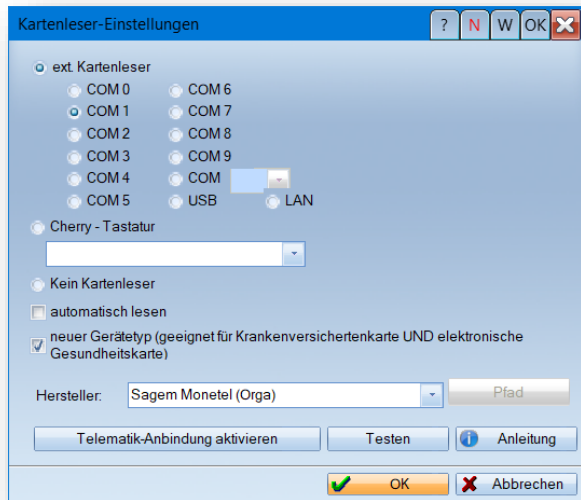 Kartenleser-Einstellungen ? N W OK
ext. Kartenleser
COM 0 COM 6
COM 1 COM 7
COM 2 COM 8
COM 3 COM 9
COM 4 COM
COM 5 USB LAN
Cherry - Tastatur
Kein Kartenleser
automatisch lesen
neuer Gerätetyp (geeignet für Krankenversichertenkarte UND elektronische
Gesundheitskarte)
Hersteller: Sagem Monetel (Orga) Pfad
Telematik-Anbindung aktivieren Testen Anleitung
OK Abbrechen